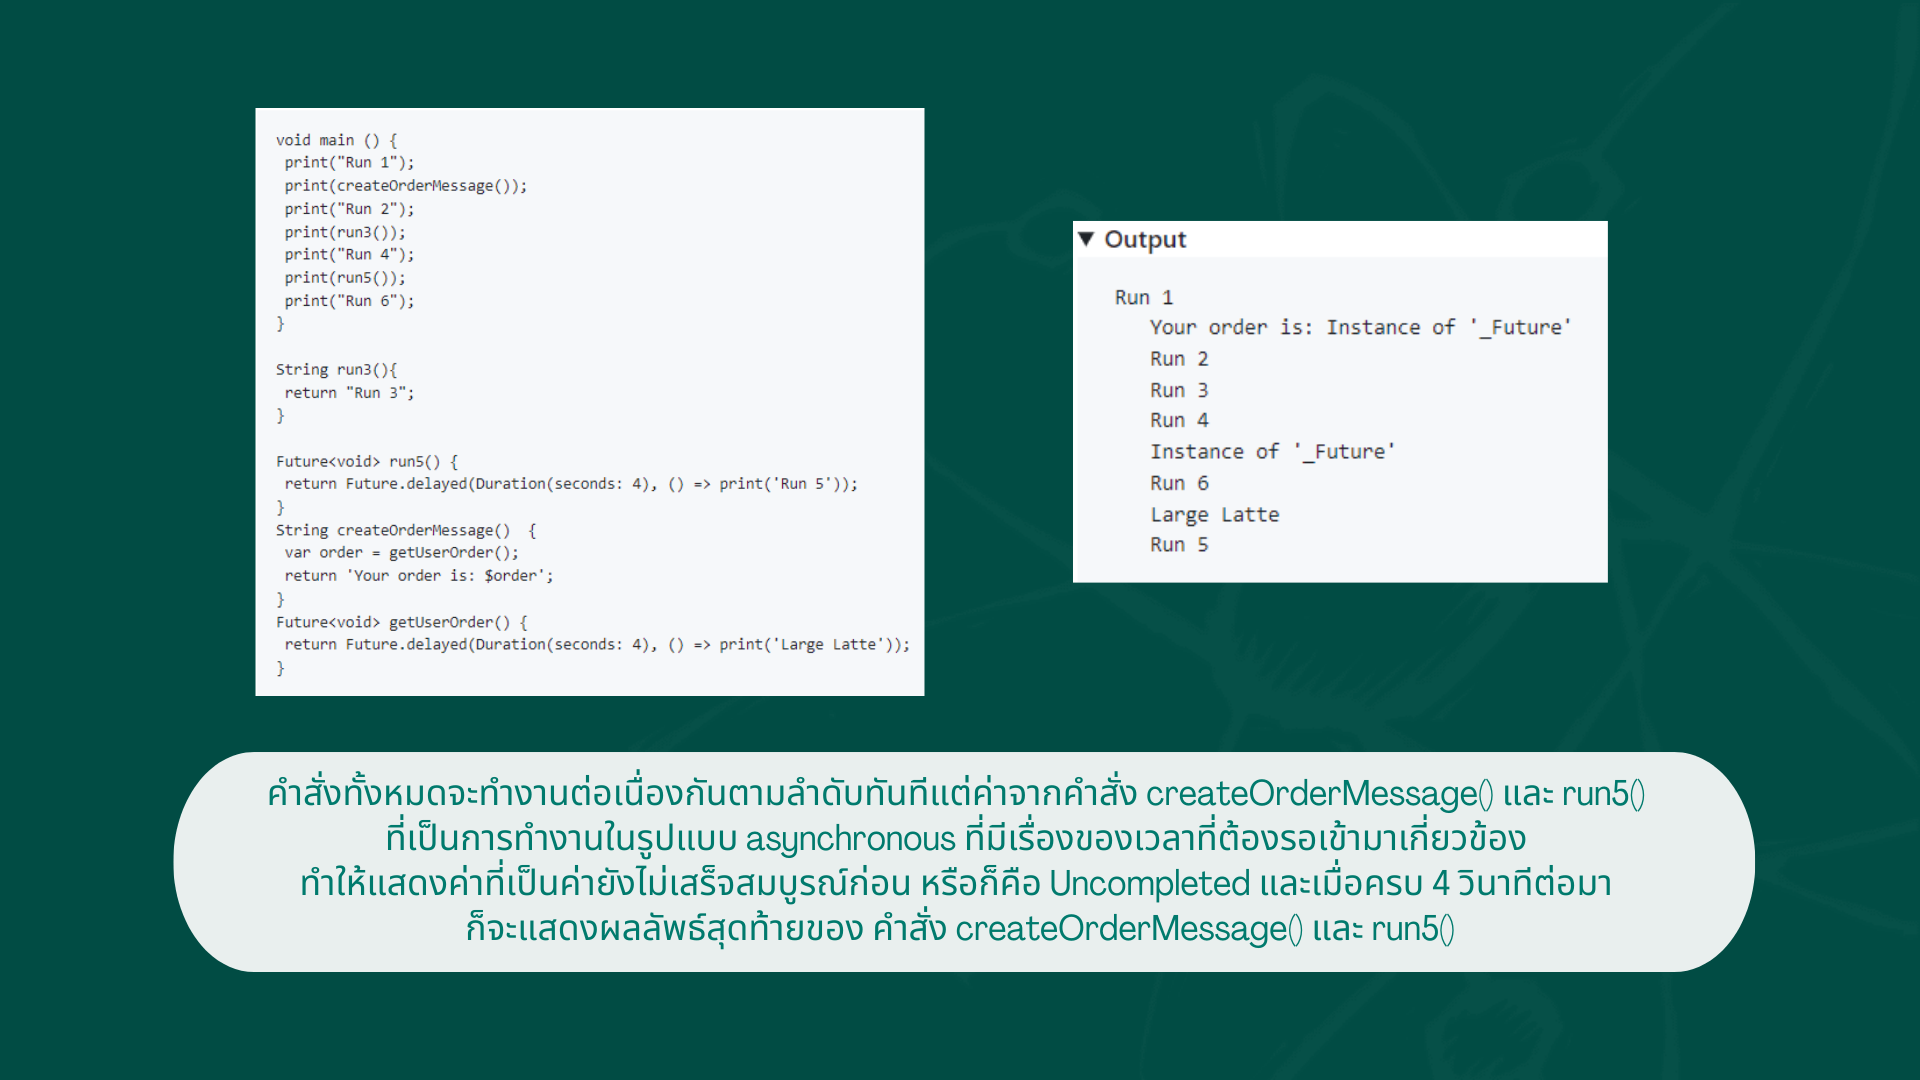 void main () {
print("Run 1");
print(createOrderMessage());
print("Run 2");
print(run3());
print("Run 4");
print(run5());
print("Run 6");
}
String run3(){
return "Run 3";
}
Future<void> run5() {
return Future.delayed(Duration(seconds: 4), () => print('Run 5'));
}
String createOrderMessage()  {
var order = getUserOrder();
return 'Your order is: $order';
}
Future<void> getUserOrder() {
return Future.delayed(Duration(seconds: 4), () => print('Large Latte'));
}
▼ Output
Run 1
Your order is: Instance of '_Future'
Run 2
Run 3
Run 4
Instance of '_Future'
Run 6
Large Latte
Run 5
คำสั่งทั้งหมดจะทำงานต่อเนื่องกันตามลำดับทันทีแต่ค่าจากคำสั่ง createOrderMessage() และ run5()
ที่เป็นการทำงานในรูปแบบ asynchronous ที่มีเรื่องของเวลาที่ต้องรอเข้ามาเกี่ยวข้อง
ทำให้แสดงค่าที่เป็นค่ายังไม่เสร็จสมบูรณ์ก่อน หรือก็คือ Uncompleted และเมื่อครบ 4 วินาทีต่อมา
ก็จะแสดงผลลัพธ์สุดท้ายของ คำสั่ง createOrderMessage() และ run5()